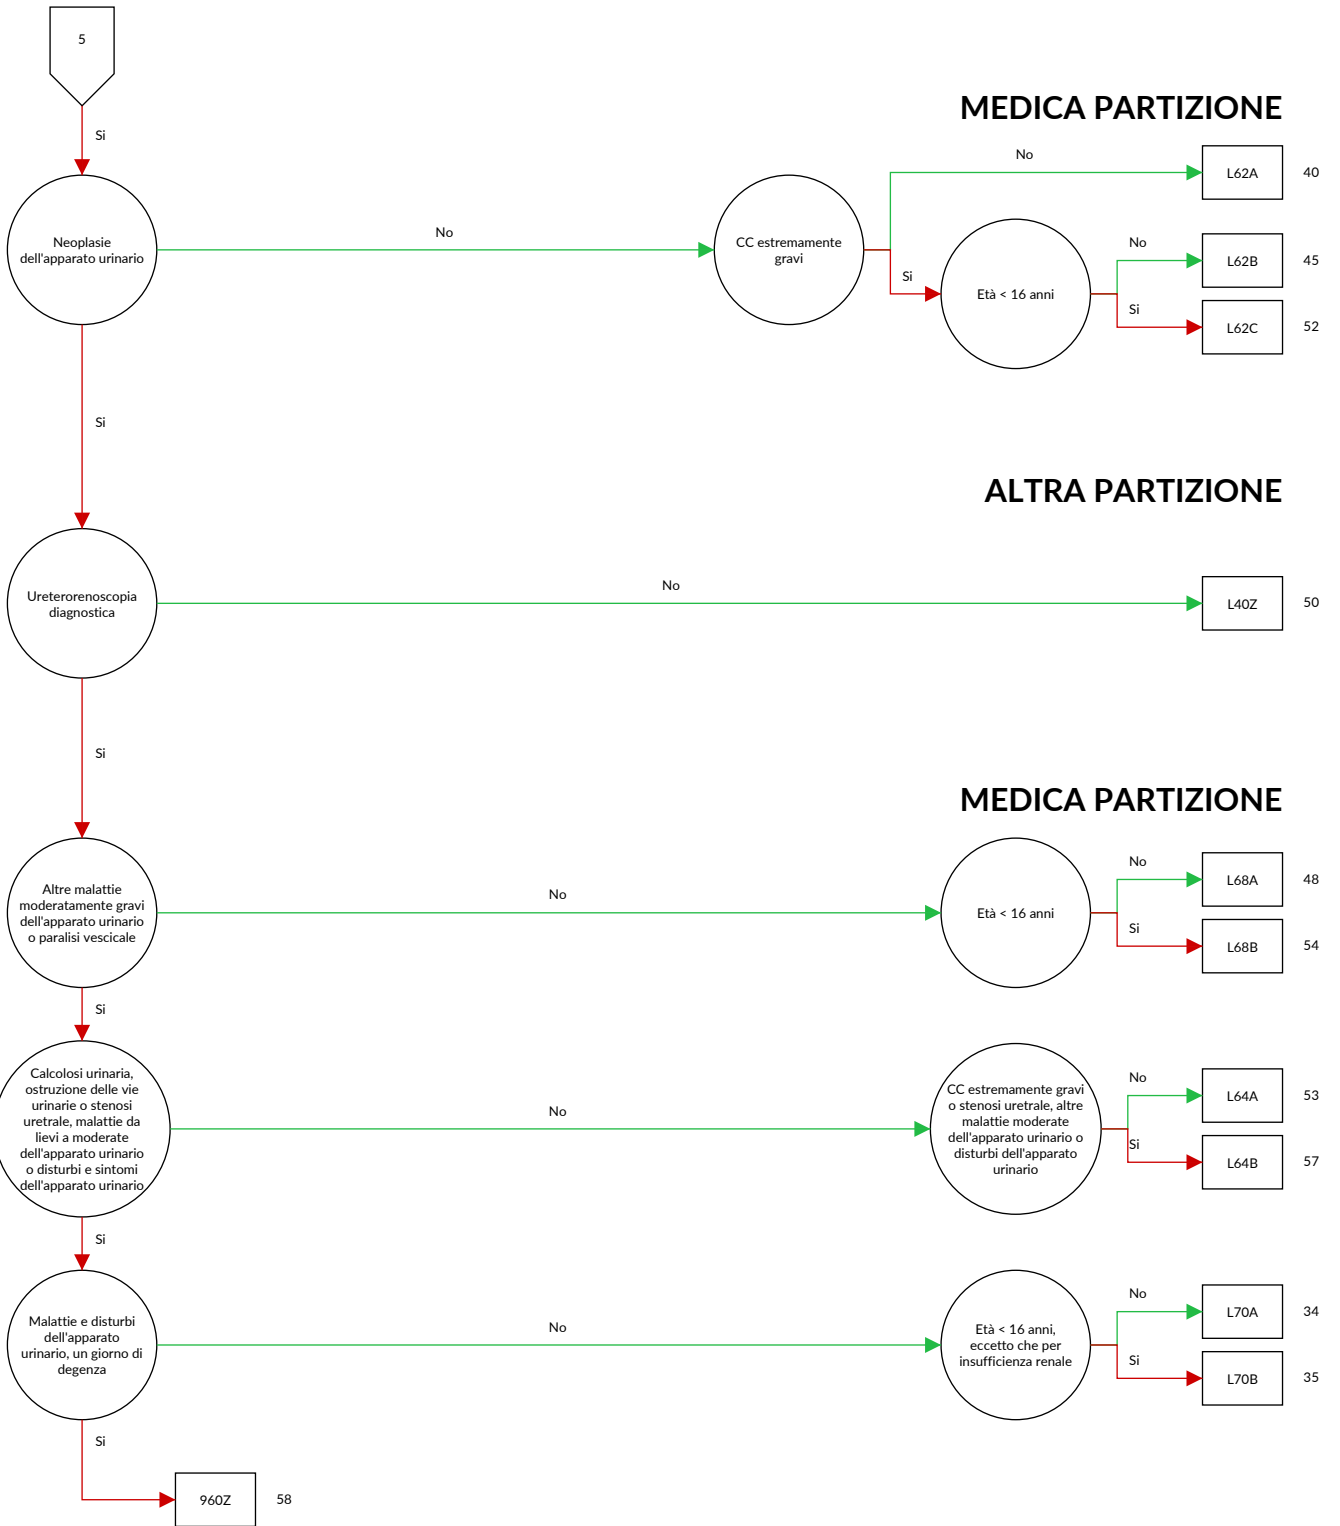 5
Si
MEDICA PARTIZIONE
Neoplasie
dell'apparato urinario
No
CC estremamente
gravi
No
L62A
40
Si
Età < 16 anni
No
L62B
45
Si
L62C
52
Si
ALTRA PARTIZIONE
Ureterorenoscopia
diagnostica
No
L40Z
50
Si
MEDICA PARTIZIONE
Altre malattie
moderatamente gravi
dell'apparato urinario
o paralisi vescicale
No
Età < 16 anni
No
L68A
48
Si
L68B
54
Si
Calcolosi urinaria,
ostruzione delle vie
urinarie o stenosi
uretrale, malattie da
lievi a moderate
dell'apparato urinario
o disturbi e sintomi
dell'apparato urinario
No
CC estremamente gravi
o stenosi uretrale, altre
malattie moderate
dell'apparato urinario o
disturbi dell'apparato
urinario
No
L64A
53
Si
L64B
57
Si
Malattie e disturbi
dell'apparato
urinario, un giorno di
degenza
No
Età < 16 anni,
eccetto che per
insufficienza renale
No
L70A
34
Si
L70B
35
Si
960Z
58